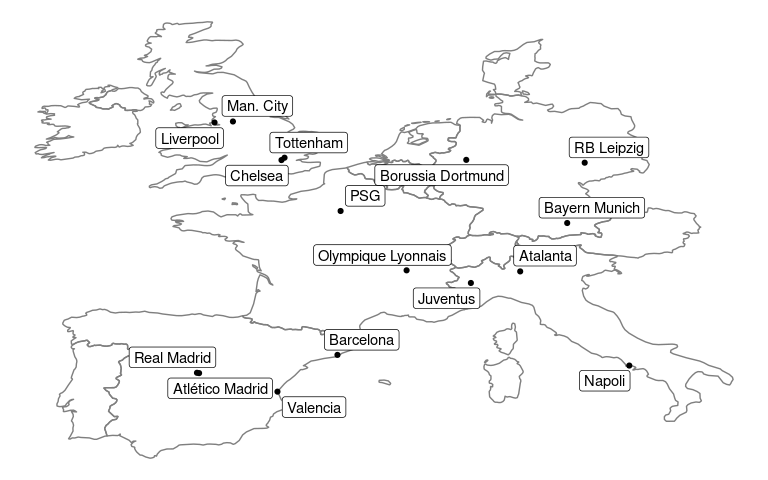 Man. City
Liverpool
Tottenham
RB Leipzig
Chelsea
Borussia Dortmund
PSG
Bayern Munich
Olympique Lyonnais
Atalanta
Juventus
Barcelona
Real Madrid
Napoli
Atlético Madrid
Valencia